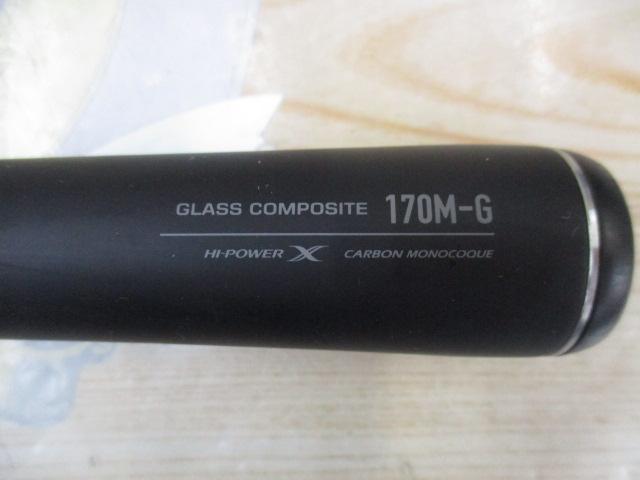 GLASS COMPOSITE 170M-G
HI-POWER X CARBON MONOCOQUE